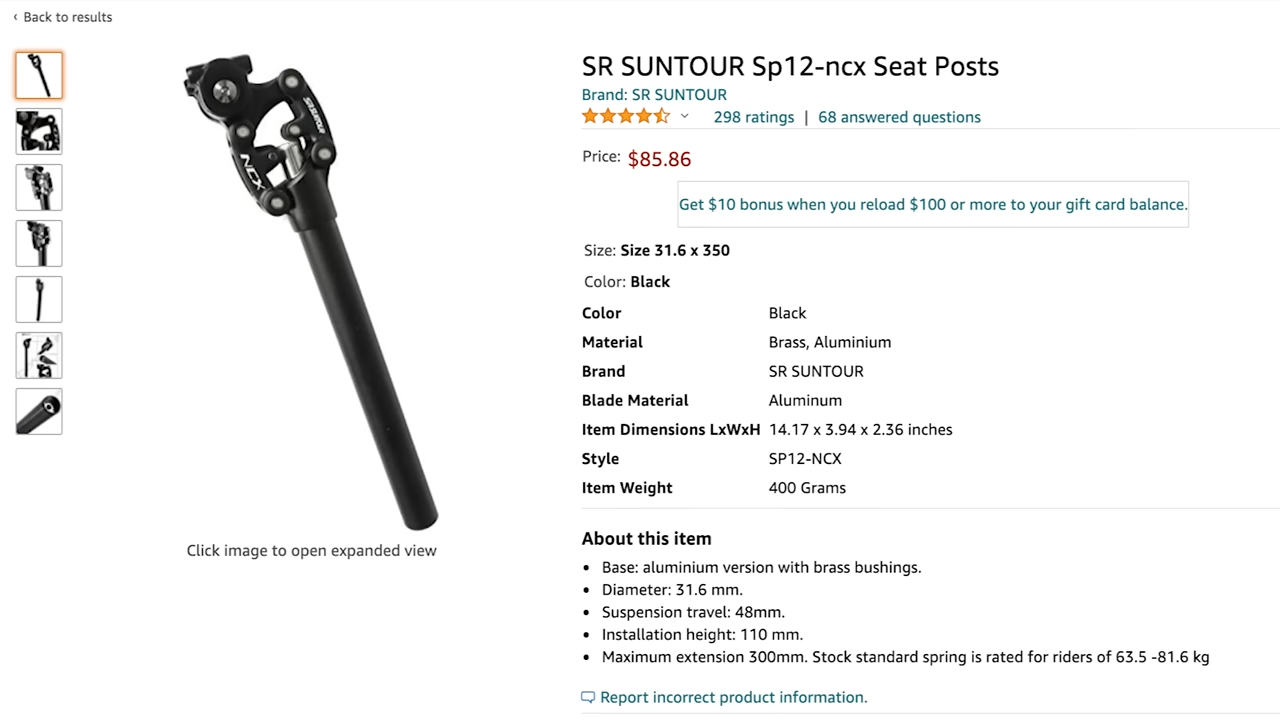 ‹ Back to results
SR SUNTOUR Sp12-ncx Seat Posts
Brand: SR SUNTOUR
298 ratings | 68 answered questions
Price: $85.86
Get $10 bonus when you reload $100 or more to your gift card balance.
Size: Size 31.6 x 350
Color: Black
Color Black
Material Brass, Aluminium
Brand SR SUNTOUR
Blade Material Aluminum
Item Dimensions LxWxH 14.17 x 3.94 x 2.36 inches
Style SP12-NCX
Item Weight 400 Grams
About this item
• Base: aluminium version with brass bushings.
• Diameter: 31.6 mm.
• Suspension travel: 48mm.
• Installation height: 110 mm.
• Maximum extension 300mm. Stock standard spring is rated for riders of 63.5 -81.6 kg
Report incorrect product information.
SR SUNTOUR
NCX
Click image to open expanded view